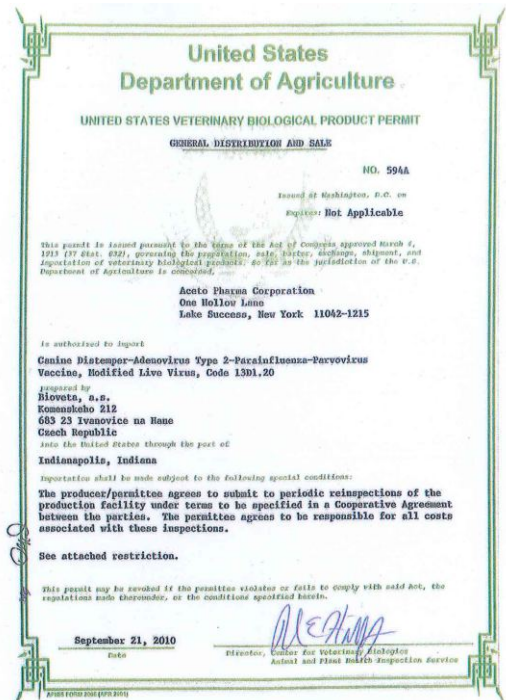 United States
Department of Agriculture
UNITED STATES VETERINARY BIOLOGICAL PRODUCT PERMIT
GENERAL DISTRIBUTION AND SALE
NO. 594A
Issued at Washington, D.C. on
Expires: Not Applicable
This permit is issued pursuant to the terms of the Act of Congress approved March 4,
1913 (37 Stat. 832), governing the preparation, sale, barter, exchange, shipment, and
importation of veterinary biological products. So far as the jurisdiction of the U.S.
Department of Agriculture is concerned,
Aceto Pharma Corporation
One Hollow Lane
Lake Success, New York 11042-1215
is authorized to import
Canine Distemper-Adenovirus Type 2-Parainfluenza-Parvovirus
Vaccine, Modified Live Virus, Code 13D1.20
prepared by
Bioveta, a.s.
Komenskeho 212
683 23 Ivanovice na Hane
Czech Republic
into the United States through the port of
Indianapolis, Indiana
Importation shall be made subject to the following special conditions:
The producer/permittee agrees to submit to periodic reinspections of the
production facility under terms to be specified in a Cooperative Agreement
between the parties. The permittee agrees to be responsible for all costs
associated with these inspections.
See attached restriction.
This permit may be revoked if the permittee violates or fails to comply with said Act, the
regulations made thereunder, or the conditions specified herein.
September 21, 2010
Date
Director, Center for Veterinary Biologics
Animal and Plant Health Inspection Service
APHIS FORM